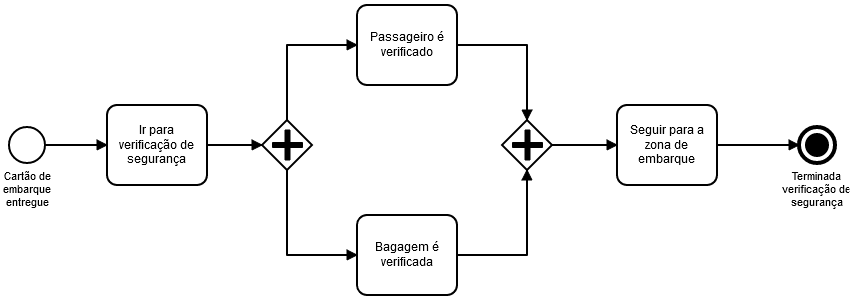 Passageiro é
verificado
Ir para
verificação de
segurança
Seguir para a
zona de
embarque
Cartão de
embarque
entregue
Terminada
verificação de
segurança
Bagagem é
verificada